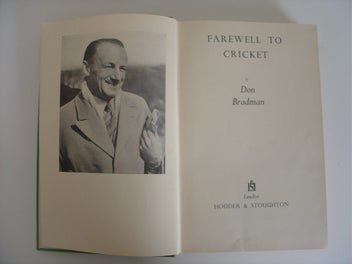 FAREWELL TO
CRICKET
by
Don
Bradman
London
HODDER & STOUGHTON